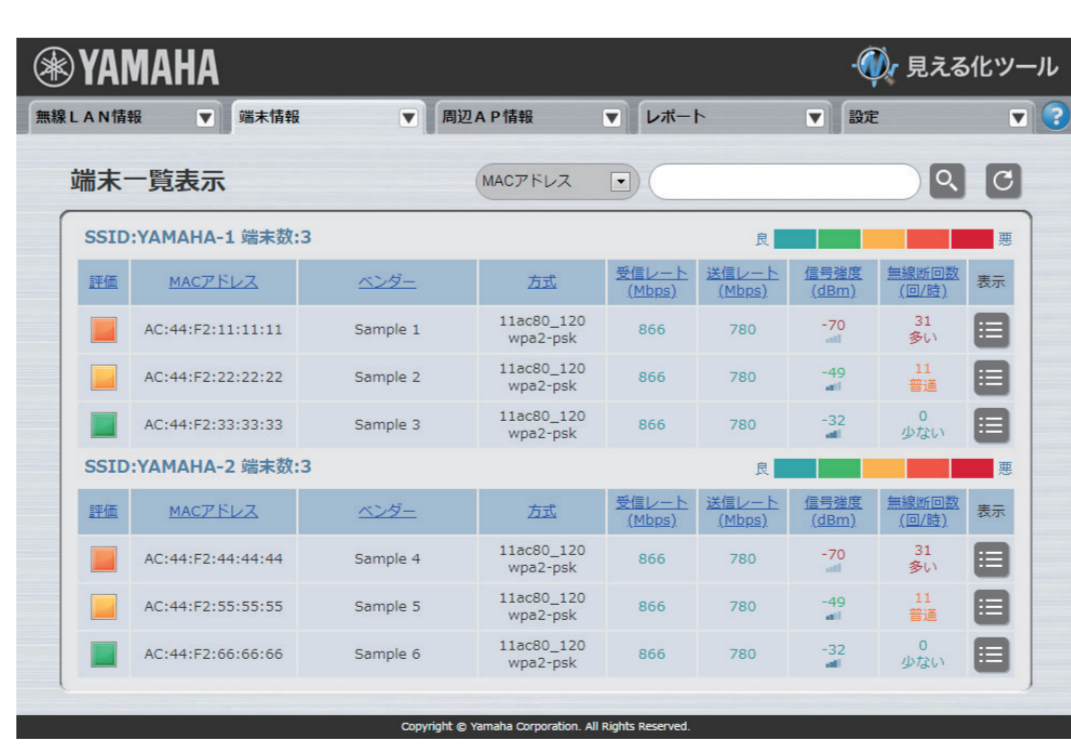 YAMAHA 見える化ツール
無線ＬＡＮ情報 ▼ 端末情報 ▼ 周辺ＡＰ情報 ▼ レポート ▼ 設定 ▼ ?
端末一覧表示 MACアドレス
SSID:YAMAHA-1 端末数:3 良 悪
評価 MACアドレス ベンダー 方式 受信レート(Mbps) 送信レート(Mbps) 信号強度(dBm) 無線断回数(回/時) 表示
AC:44:F2:11:11:11 Sample 1 11ac80_120 wpa2-psk 866 780 -70 31 多い
AC:44:F2:22:22:22 Sample 2 11ac80_120 wpa2-psk 866 780 -49 11 普通
AC:44:F2:33:33:33 Sample 3 11ac80_120 wpa2-psk 866 780 -32 0 少ない
SSID:YAMAHA-2 端末数:3 良 悪
評価 MACアドレス ベンダー 方式 受信レート(Mbps) 送信レート(Mbps) 信号強度(dBm) 無線断回数(回/時) 表示
AC:44:F2:44:44:44 Sample 4 11ac80_120 wpa2-psk 866 780 -70 31 多い
AC:44:F2:55:55:55 Sample 5 11ac80_120 wpa2-psk 866 780 -49 11 普通
AC:44:F2:66:66:66 Sample 6 11ac80_120 wpa2-psk 866 780 -32 0 少ない
Copyright © Yamaha Corporation. All Rights Reserved.